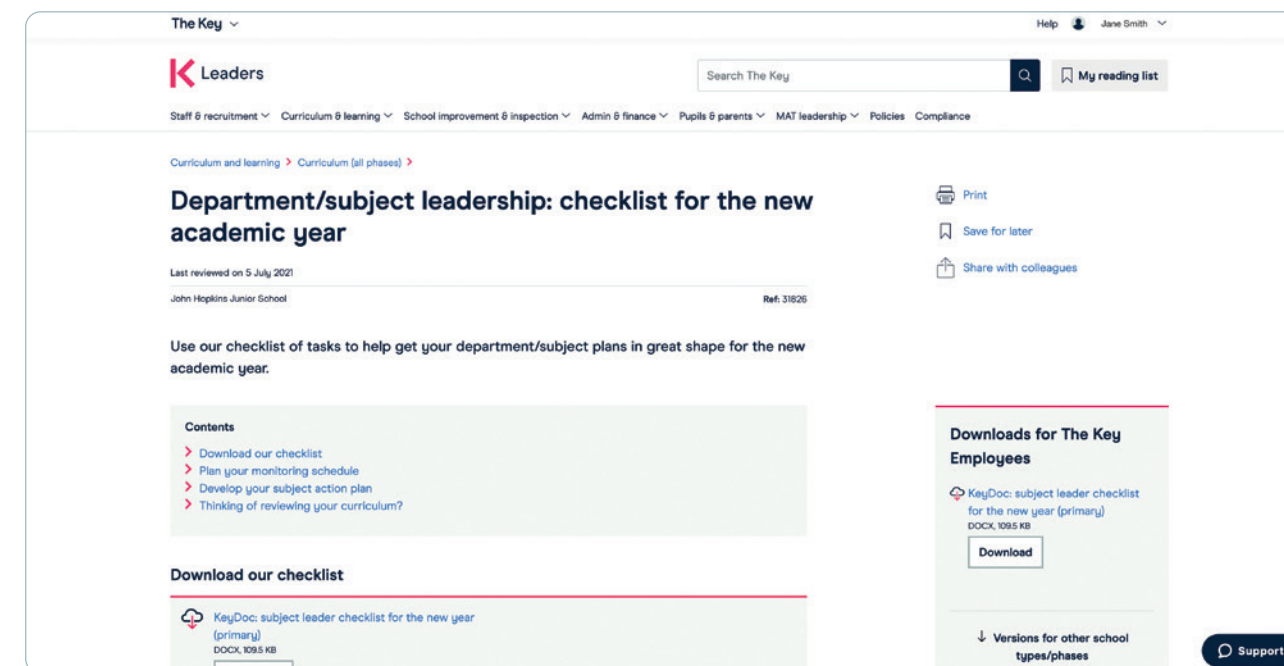 The Key
Help Jane Smith
K Leaders
Search The Key
My reading list
Staff & recruitment Curriculum & learning School improvement & inspection Admin & finance Pupils & parents MAT leadership Policies Compliance
Curriculum and learning > Curriculum (all phases) >
Department/subject leadership: checklist for the new
academic year
Last reviewed on 5 July 2021
John Hopkins Junior School Ref: 31826
Use our checklist of tasks to help get your department/subject plans in great shape for the new
academic year.
Contents
Download our checklist
Plan your monitoring schedule
Develop your subject action plan
Thinking of reviewing your curriculum?
Download our checklist
KeyDoc: subject leader checklist for the new year
(primary)
DOCX, 109.5 KB
Print
Save for later
Share with colleagues
Downloads for The Key
Employees
KeyDoc: subject leader checklist
for the new year (primary)
DOCX, 109.5 KB
Download
Versions for other school
types/phases
Support